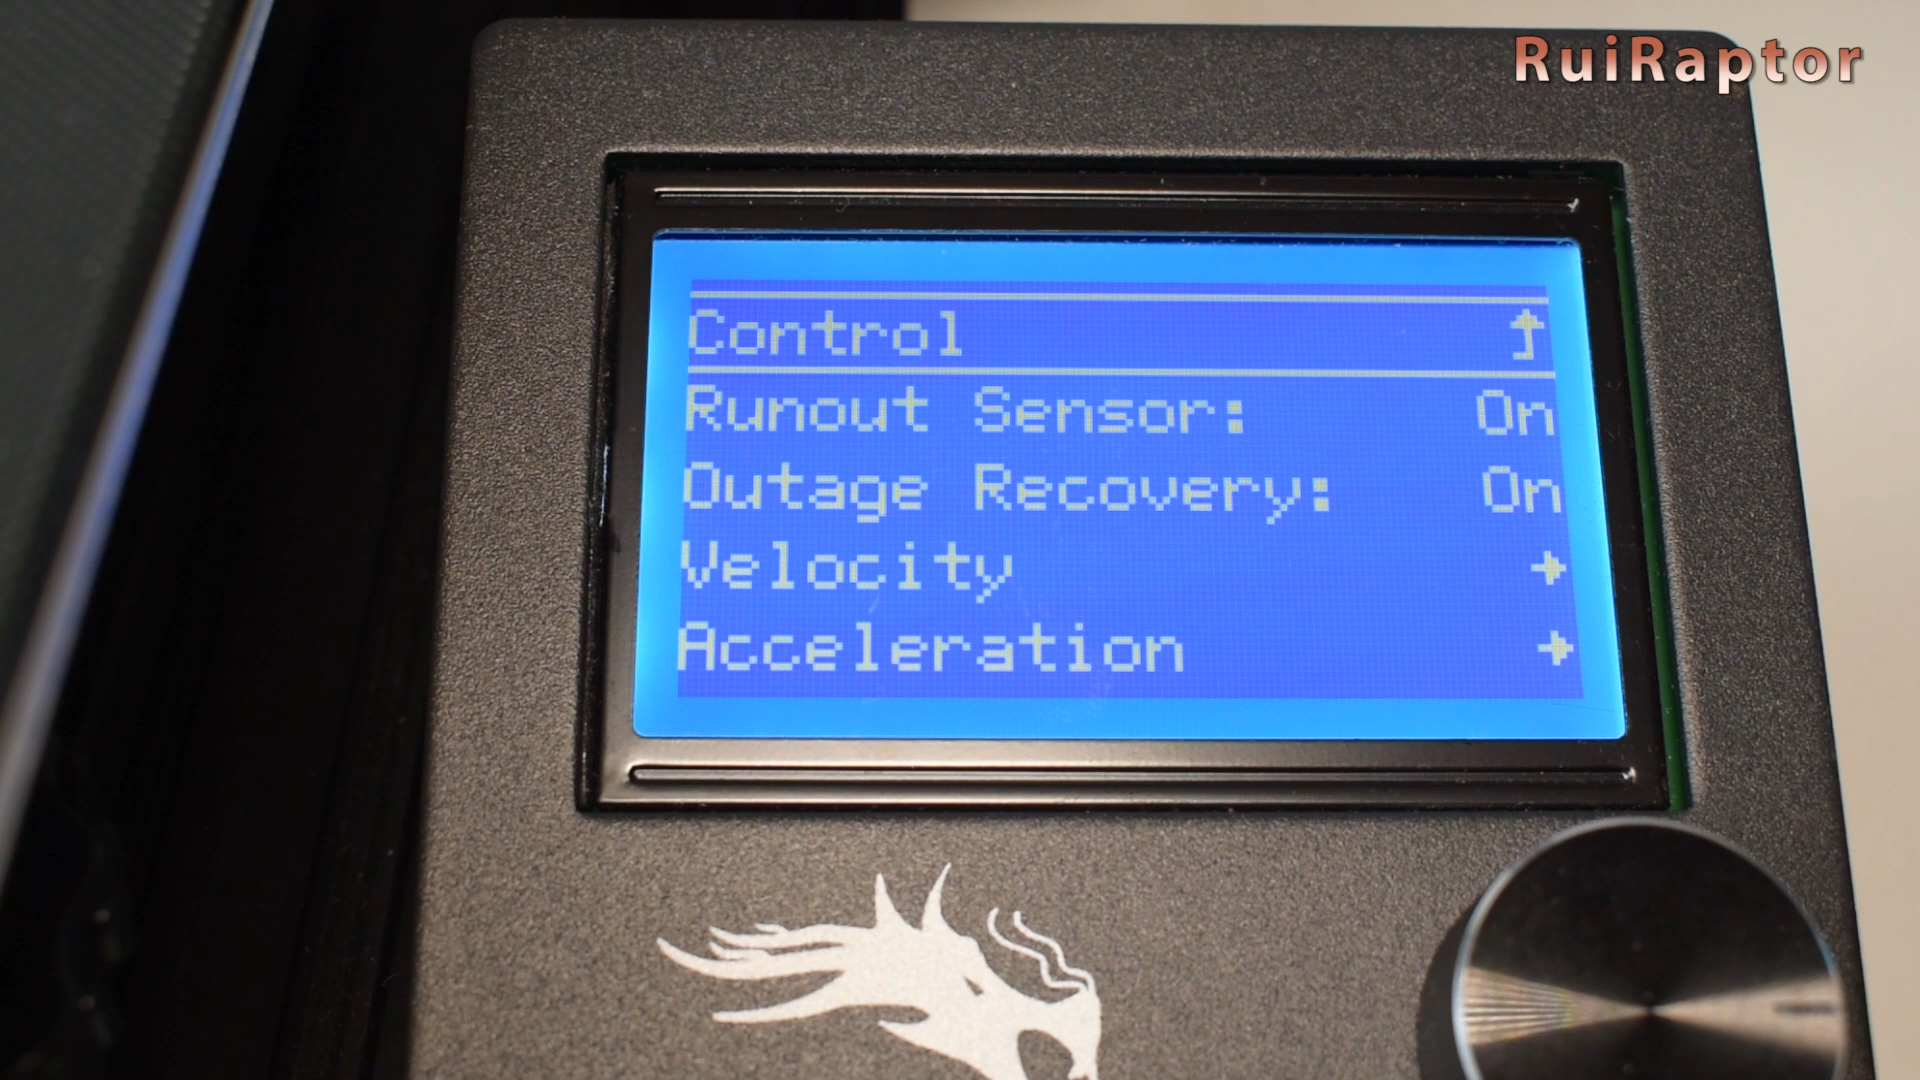 RuiRaptor
Control
Runout Sensor: On
Outage Recovery: On
Velocity
Acceleration